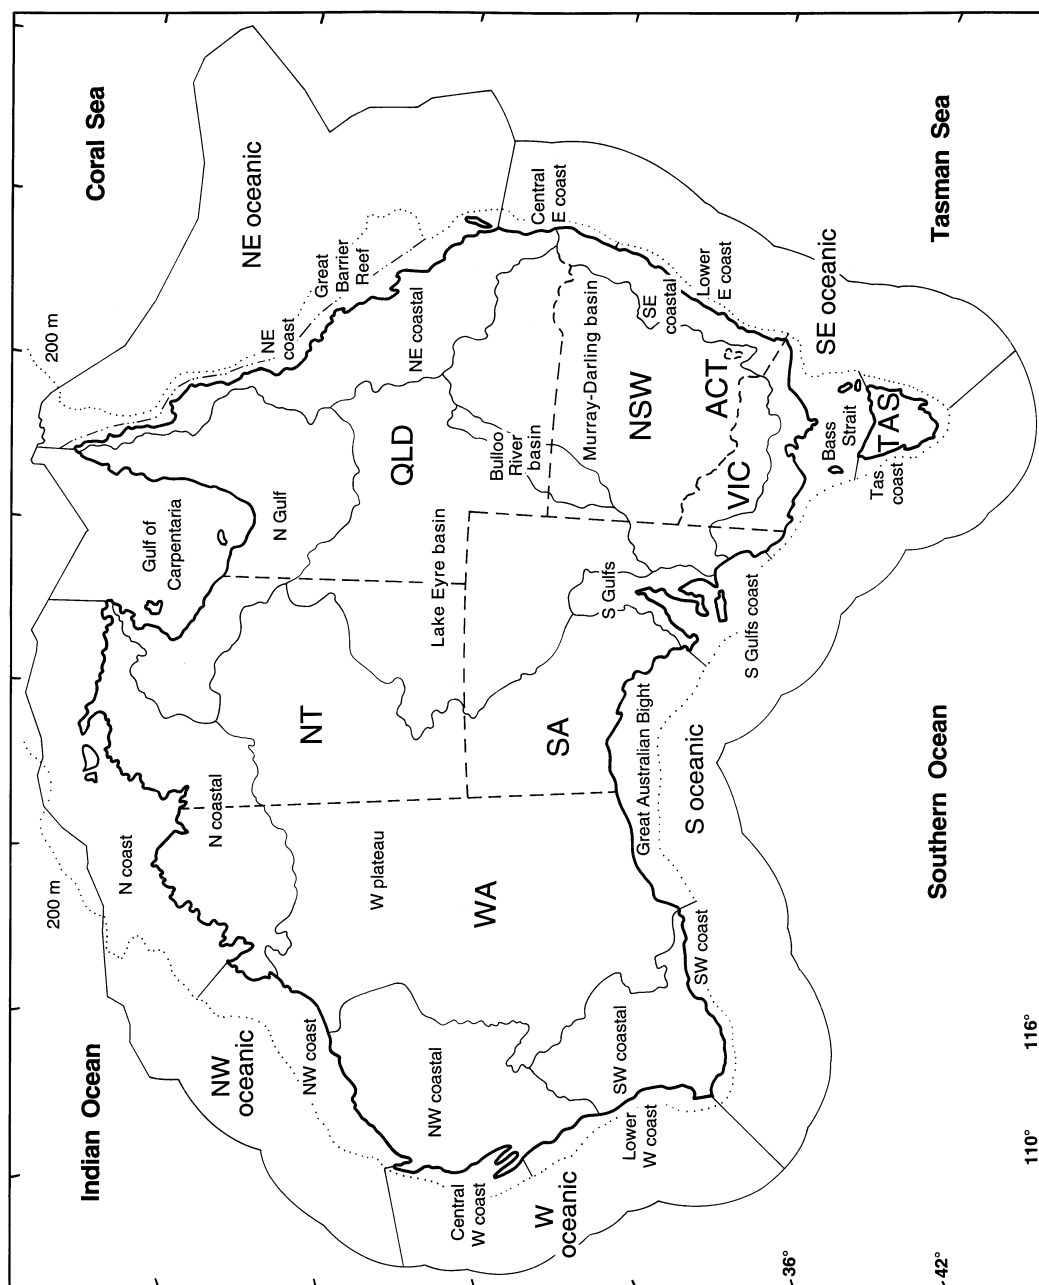 200 m
200 m
Indian Ocean
Coral Sea
N coast
Gulf of
Carpentaria
N coastal
NW
oceanic
NE oceanic
NE
coast
N Gulf
NW coast
NT
Great
Barrier
Reef
W plateau
QLD
NE coastal
NW coastal
Lake Eyre basin
Central
W coast
WA
Bulloo
River
basin
Central
E coast
W
oceanic
SA
Murray-Darling basin
S Gulfs
SW coastal
Lower
W coast
NSW
Great Australian Bight
SE
coastal
S oceanic
SW coast
Lower
E coast
ACT
VIC
S Gulfs coast
36°
SE oceanic
Bass
Strait
Tas
coast
TAS
Southern Ocean
Tasman Sea
42°
110°
116°